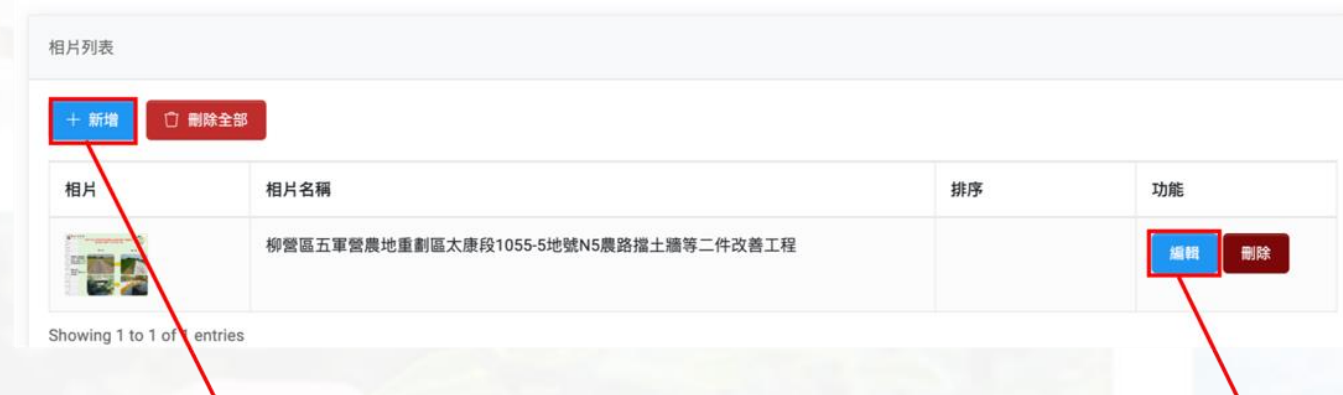 相片列表
+ 新增 刪除全部
相片 相片名稱 排序 功能
柳營區五軍營農地重劃區太康段1055-5地號N5農路擋土牆等二件改善工程 編輯 刪除
Showing 1 to 1 of 1 entries